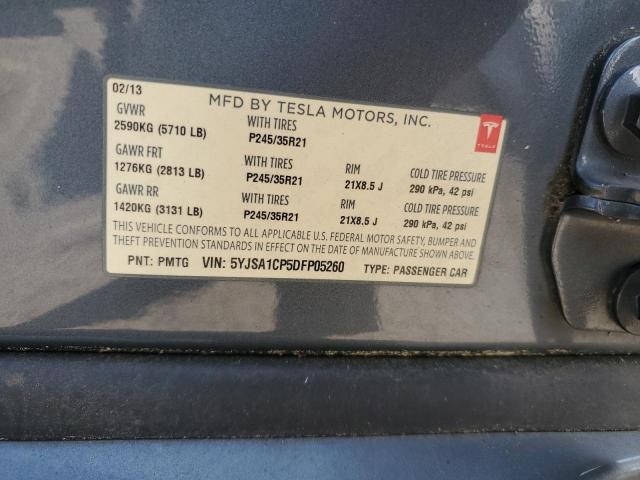 02/13 MFD BY TESLA MOTORS, INC.
GVWR WITH TIRES
2590KG (5710 LB) P245/35R21 TESLA
GAWR FRT WITH TIRES RIM COLD TIRE PRESSURE
1276KG (2813 LB) P245/35R21 21X8.5 J 290 kPa, 42 psi
GAWR RR WITH TIRES RIM COLD TIRE PRESSURE
1420KG (3131 LB) P245/35R21 21X8.5 J 290 kPa, 42 psi
THIS VEHICLE CONFORMS TO ALL APPLICABLE U.S. FEDERAL MOTOR SAFETY, BUMPER AND
THEFT PREVENTION STANDARDS IN EFFECT ON THE DATE OF MANUFACTURE SHOWN ABOVE.
PNT: PMTG VIN: 5YJSA1CP5DFP05260 TYPE: PASSENGER CAR